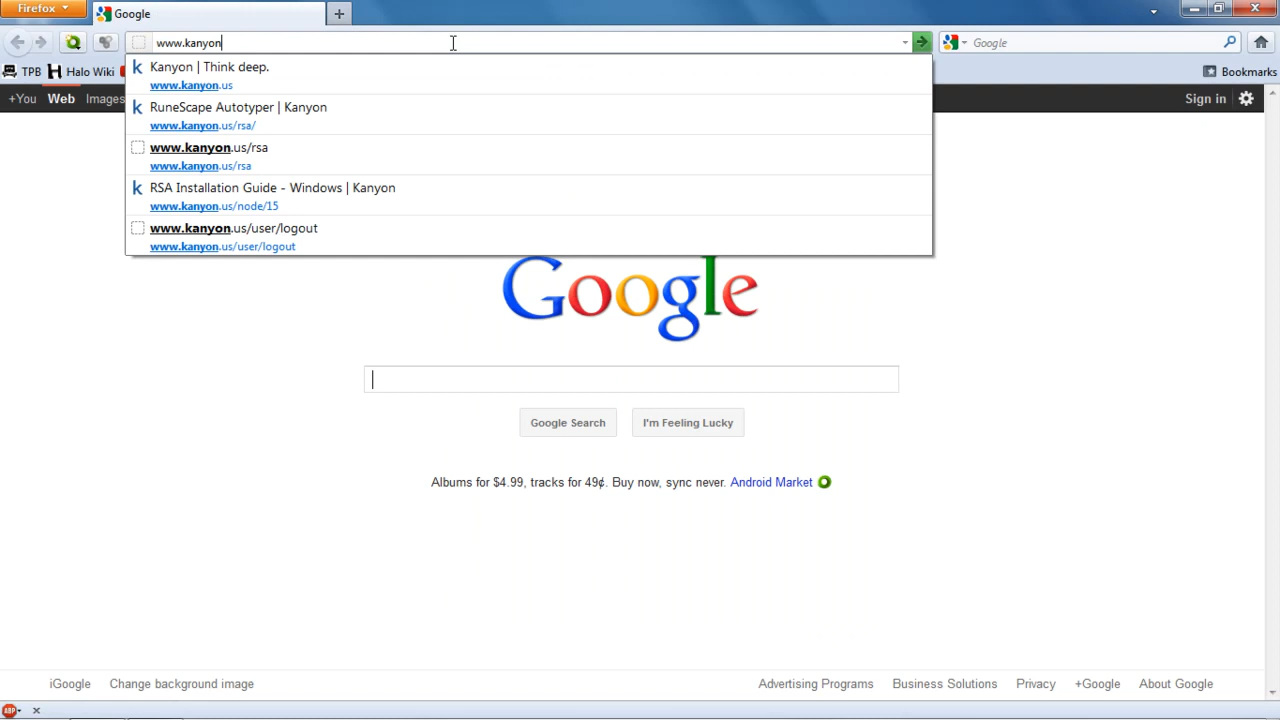 Firefox
Google
www.kanyon
Google
TPB
Halo Wiki
Bookmarks
Kanyon | Think deep.
www.kanyon.us
RuneScape Autotyper | Kanyon
www.kanyon.us/rsa/
www.kanyon.us/rsa
www.kanyon.us/rsa
RSA Installation Guide - Windows | Kanyon
www.kanyon.us/node/15
www.kanyon.us/user/logout
www.kanyon.us/user/logout
+You Web Images
Sign in
Google
Google Search
I'm Feeling Lucky
Albums for $4.99, tracks for 49¢. Buy now, sync never. Android Market
iGoogle Change background image
Advertising Programs Business Solutions Privacy +Google About Google
ABP